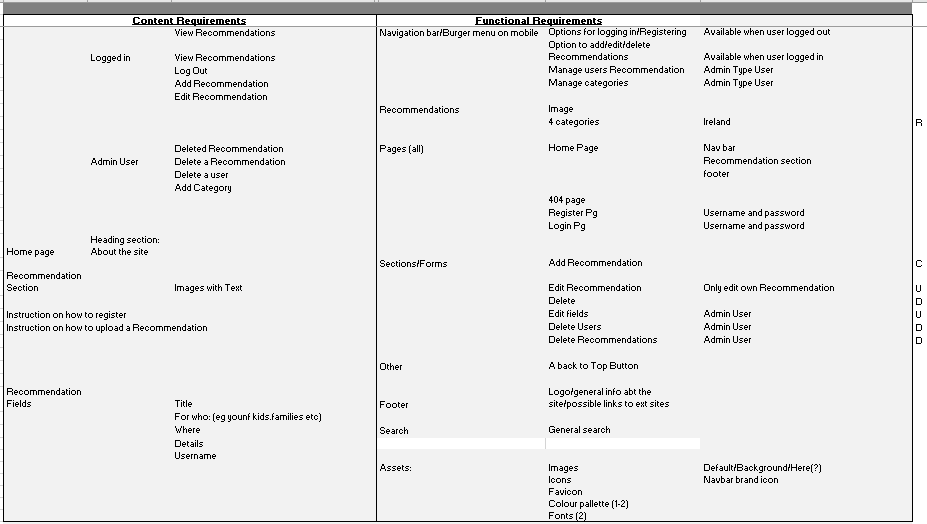 Content Requirements
Functional Requirements
View Recommendations
Logged in View Recommendations
Log Out
Add Recommendation
Edit Recommendation
Deleted Recommendation
Admin User Delete a Recommendation
Delete a user
Add Category
Heading section:
Home page About the site
Recommendation
Section Images with Text
Instruction on how to register
Instruction on how to upload a Recommendation
Recommendation
Fields Title
For who: (eg younf kids.families etc)
Where
Details
Username
Navigation bar/Burger menu on mobile Options for logging in/Registering Available when user logged out
Option to add/edit/delete
Recommendations Available when user logged in
Manage users Recommendation Admin Type User
Manage categories Admin Type User
Recommendations Image
4 categories Ireland R
Pages (all) Home Page Nav bar
Recommendation section
footer
404 page
Register Pg Username and password
Login Pg Username and password
Sections/Forms Add Recommendation C
Edit Recommendation Only edit own Recommendation U
Delete D
Edit fields Admin User U
Delete Users Admin User D
Delete Recommendations Admin User D
Other A back to Top Button
Logo/general info abt the
Footer site/possible links to ext sites
Search General search
Assets: Images Default/Background/Here(?)
Icons Navbar brand icon
Favicon
Colour pallette (1-2)
Fonts (2)